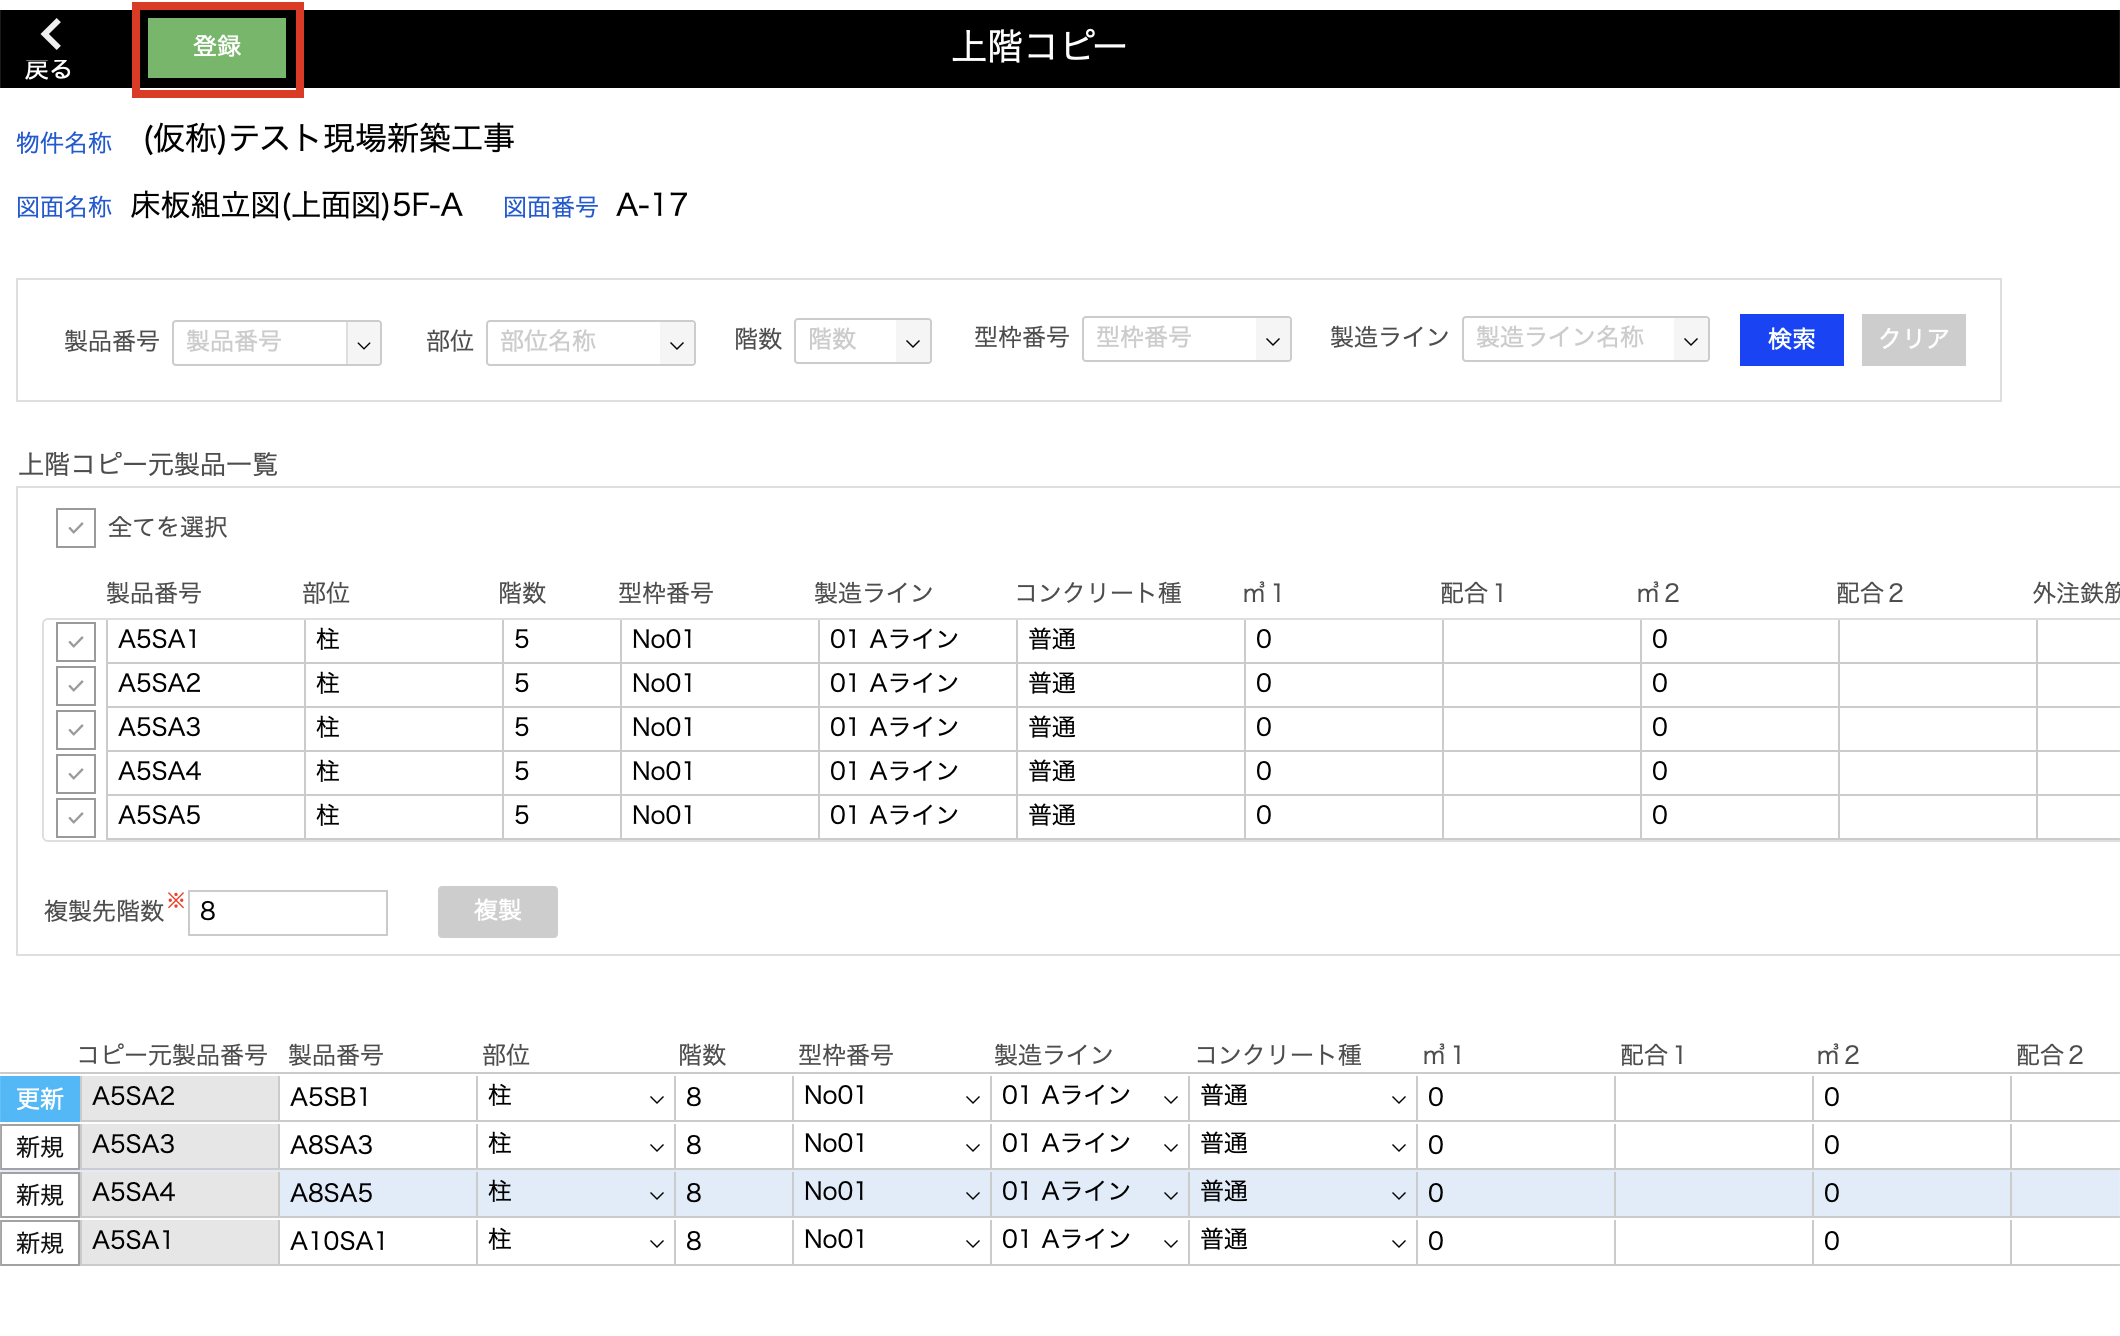 戻る 登録 上階コピー
物件名称 (仮称)テスト現場新築工事
図面名称 床板組立図(上面図)5F-A 図面番号 A-17
製品番号 製品番号 部位 部位名称 階数 階数 型枠番号 型枠番号 製造ライン 製造ライン名称 検索 クリア
上階コピー元製品一覧
全てを選択
製品番号 部位 階数 型枠番号 製造ライン コンクリート種 ㎥1 配合1 ㎥2 配合2 外注鉄筋
A5SA1 柱 5 No01 01 Aライン 普通 0 0
A5SA2 柱 5 No01 01 Aライン 普通 0 0
A5SA3 柱 5 No01 01 Aライン 普通 0 0
A5SA4 柱 5 No01 01 Aライン 普通 0 0
A5SA5 柱 5 No01 01 Aライン 普通 0 0
複製先階数※ 8 複製
コピー元製品番号 製品番号 部位 階数 型枠番号 製造ライン コンクリート種 ㎥1 配合1 ㎥2 配合2
更新 A5SA2 A5SB1 柱 8 No01 01 Aライン 普通 0 0
新規 A5SA3 A8SA3 柱 8 No01 01 Aライン 普通 0 0
新規 A5SA4 A8SA5 柱 8 No01 01 Aライン 普通 0 0
新規 A5SA1 A10SA1 柱 8 No01 01 Aライン 普通 0 0